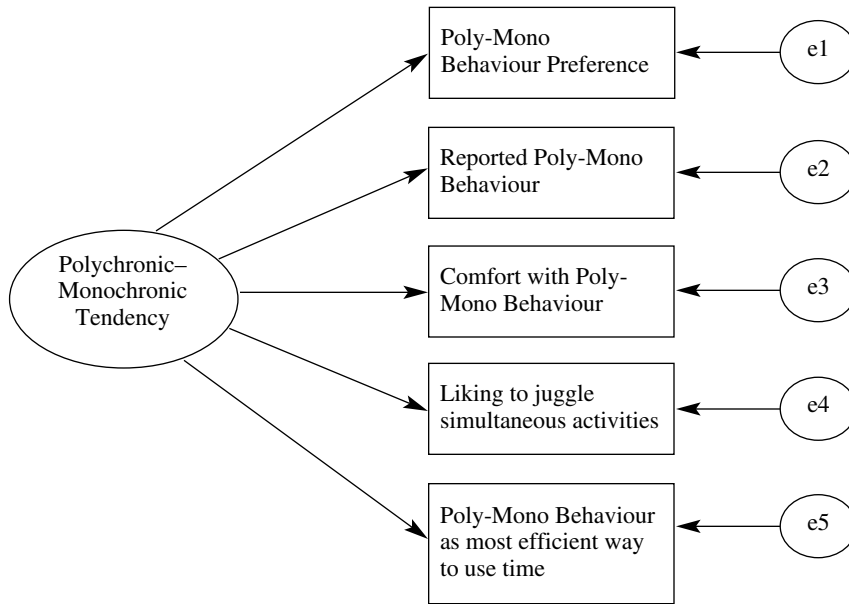 Poly-Mono
Behaviour Preference
e1
Reported Poly-Mono
Behaviour
e2
Polychronic–
Monochronic
Tendency
Comfort with Poly-
Mono Behaviour
e3
Liking to juggle
simultaneous activities
e4
Poly-Mono Behaviour
as most efficient way
to use time
e5